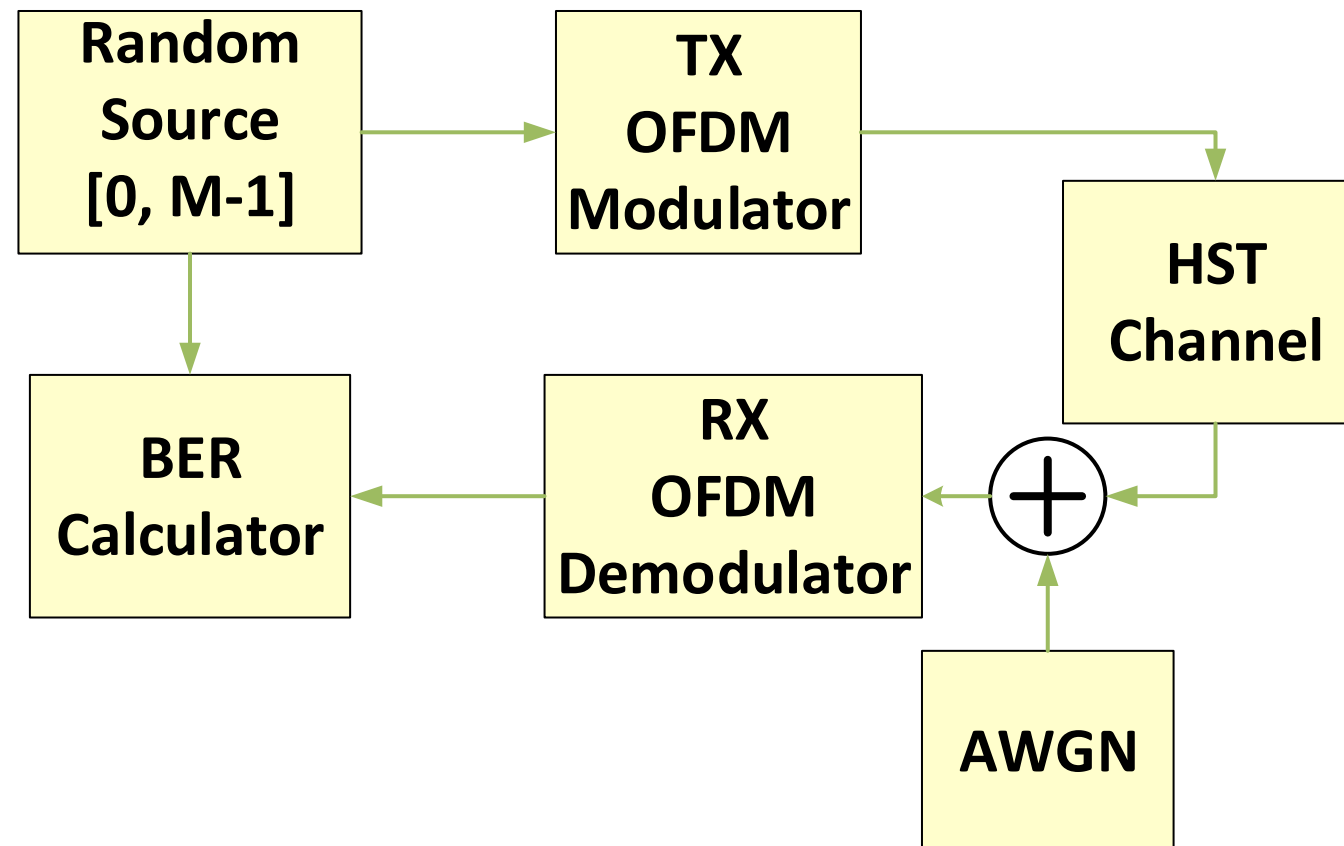 Random
Source
[0, M-1]
TX
OFDM
Modulator
HST
Channel
BER
Calculator
RX
OFDM
Demodulator
AWGN